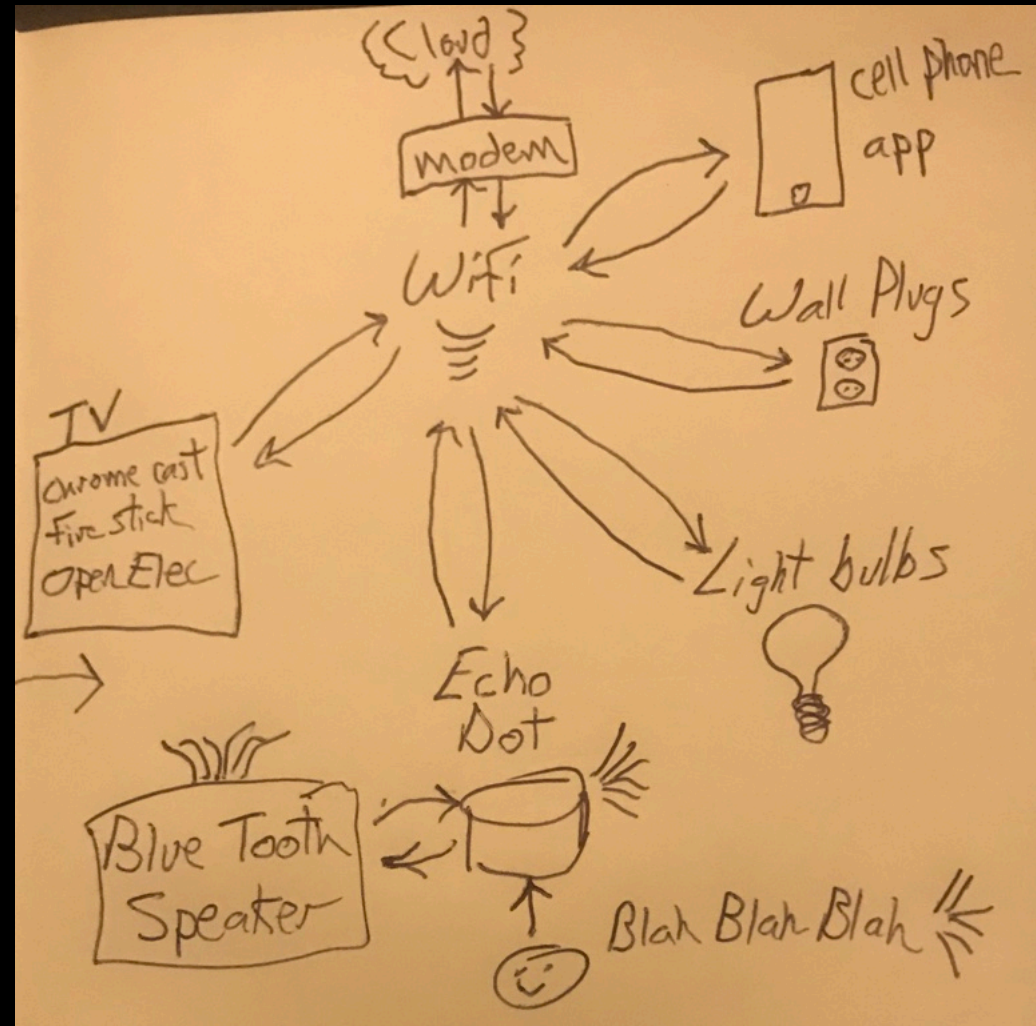 Cloud
modem
WiFi
cell phone
app
Wall Plugs
TV
chrome cast
Fire stick
OpenElec
Light bulbs
Echo
Dot
Blue Tooth
Speaker
Blah Blah Blah